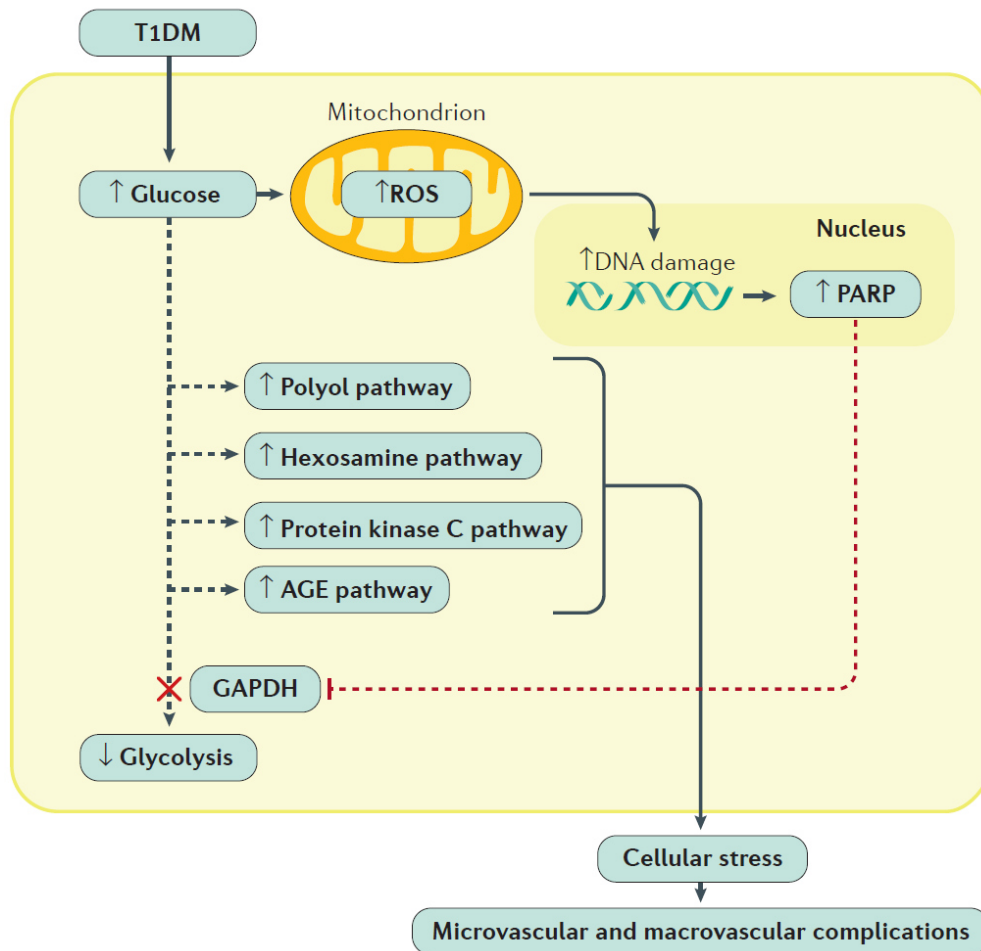 T1DM
Mitochondrion
↑ Glucose
↑ROS
Nucleus
↑DNA damage
↑ PARP
↑ Polyol pathway
↑ Hexosamine pathway
↑ Protein kinase C pathway
↑ AGE pathway
GAPDH
↓ Glycolysis
Cellular stress
Microvascular and macrovascular complications